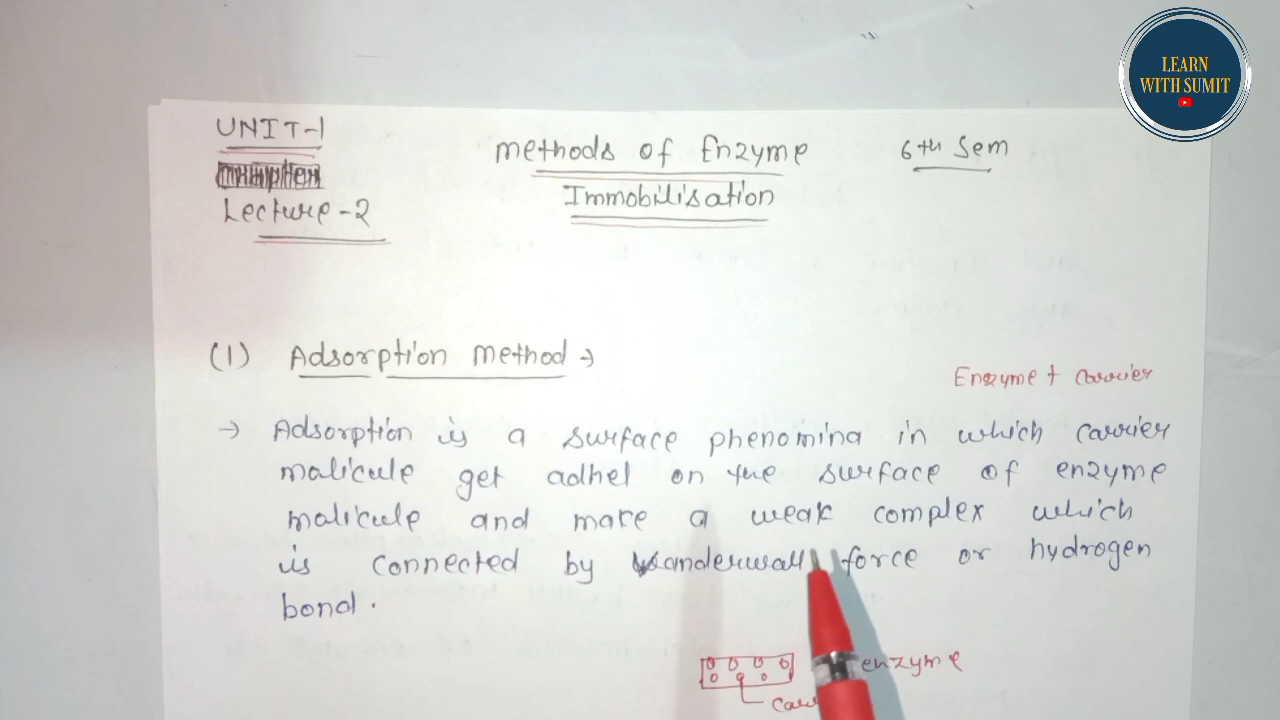 LEARN
WITH SUMIT
UNIT-1
Lecture-2
methods of Enzyme
Immobilisation
6th Sem
(1) Adsorption Method →
Enzyme + carrier
→ Adsorption is a surface phenomina in which carrier
malicule get adhel on the surface of enzyme
malicule and make a weak complex which
is connected by vanderwall force or hydrogen
bond.
enzyme